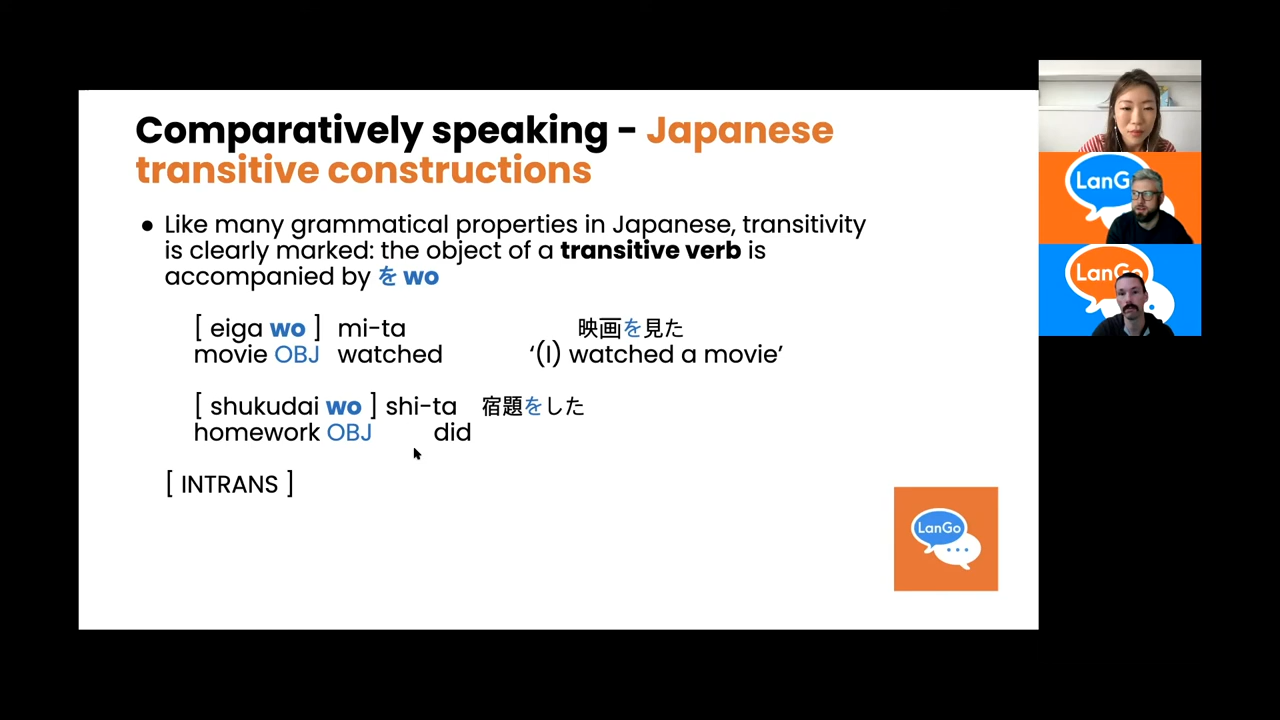 Comparatively speaking - Japanese
transitive constructions
● Like many grammatical properties in Japanese, transitivity
is clearly marked: the object of a transitive verb is
accompanied by を wo
[ eiga wo ] mi-ta 映画を見た
movie OBJ watched ‘(I) watched a movie’
[ shukudai wo ] shi-ta 宿題をした
homework OBJ did
[ INTRANS ]
LanGo
LanG
LanGo